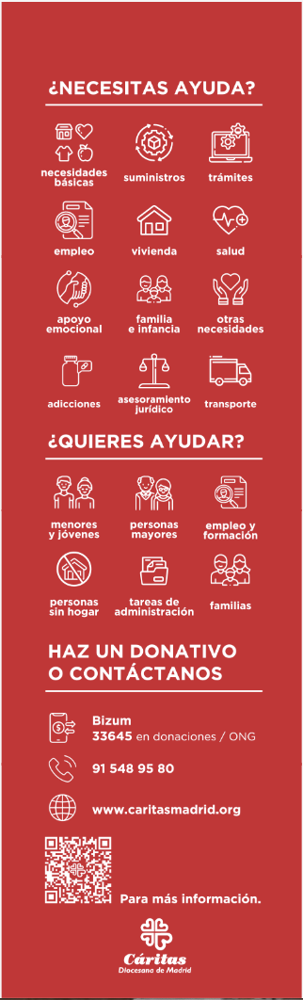 ¿NECESITAS AYUDA?
necesidades
básicas
suministros
trámites
empleo
vivienda
salud
apoyo
emocional
familia
e infancia
otras
necesidades
adicciones
asesoramiento
jurídico
transporte
¿QUIERES AYUDAR?
menores
y jóvenes
personas
mayores
empleo y
formación
personas
sin hogar
tareas de
administración
familias
HAZ UN DONATIVO
O CONTÁCTANOS
Bizum
33645 en donaciones / ONG
91 548 95 80
www.caritasmadrid.org
Para más información.
Cáritas
Diocesana de Madrid